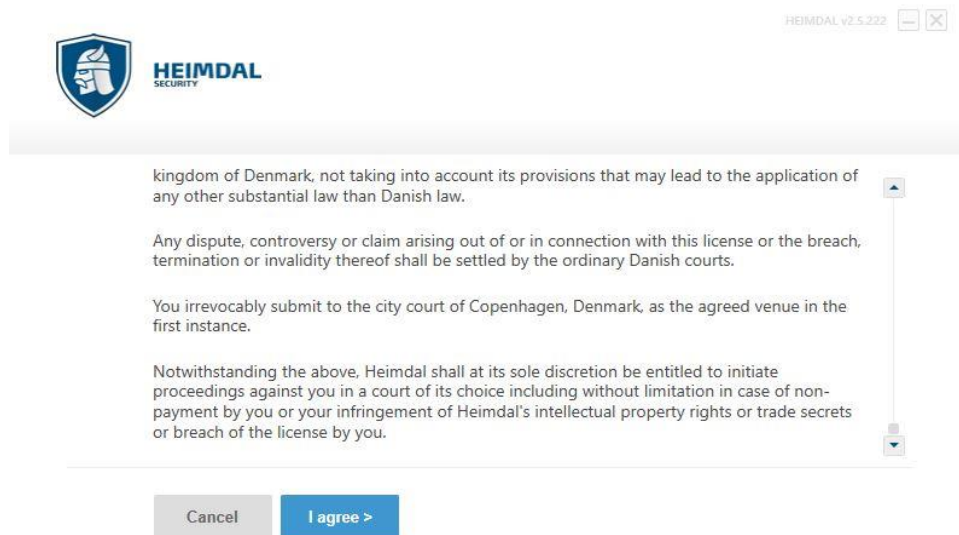 HEIMDAL v2.5.222
HEIMDAL
SECURITY
kingdom of Denmark, not taking into account its provisions that may lead to the application of
any other substantial law than Danish law.
Any dispute, controversy or claim arising out of or in connection with this license or the breach,
termination or invalidity thereof shall be settled by the ordinary Danish courts.
You irrevocably submit to the city court of Copenhagen, Denmark, as the agreed venue in the
first instance.
Notwithstanding the above, Heimdal shall at its sole discretion be entitled to initiate
proceedings against you in a court of its choice including without limitation in case of non-
payment by you or your infringement of Heimdal's intellectual property rights or trade secrets
or breach of the license by you.
Cancel
I agree >